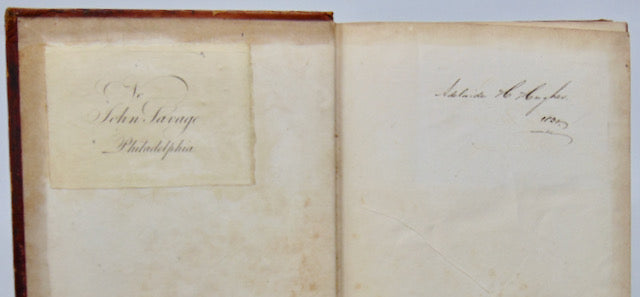 No
John Savage
Philadelphia
Adelaide H Hughes